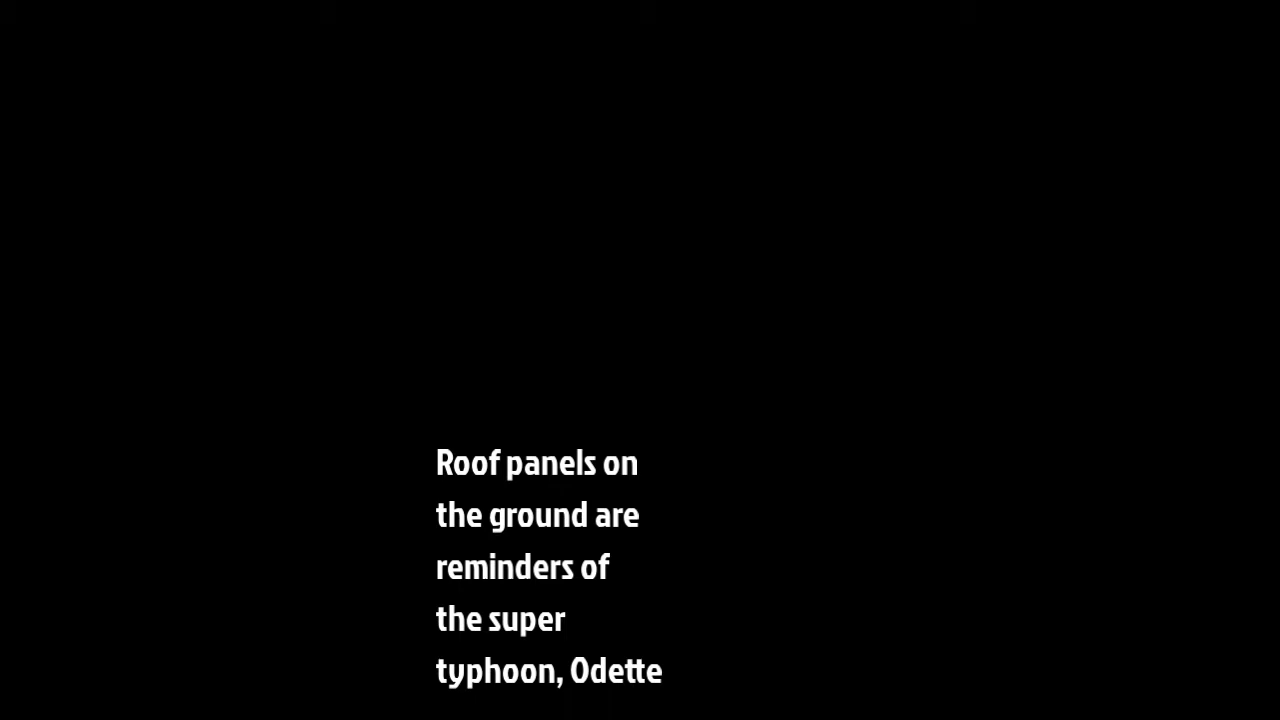 Roof panels on
the ground are
reminders of
the super
typhoon, Odette